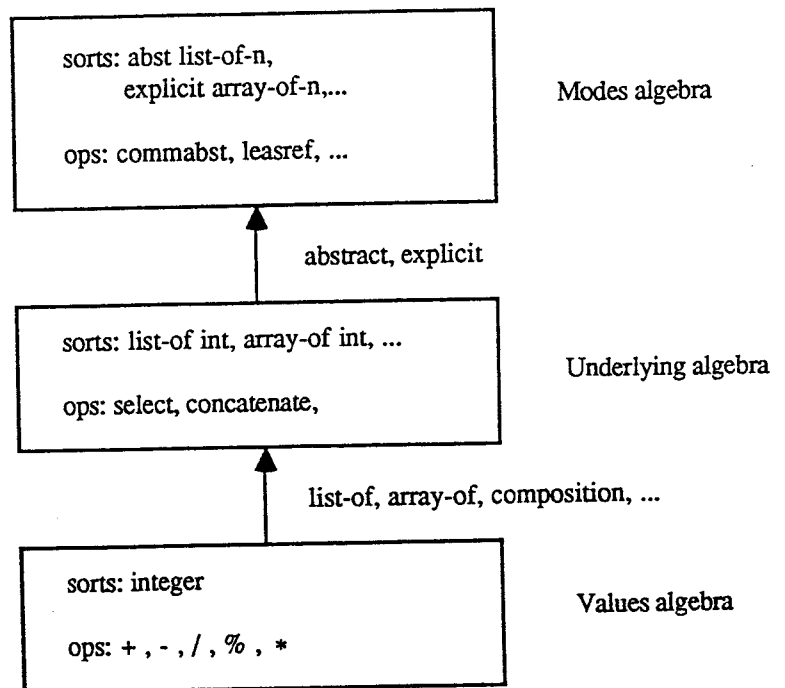 sorts: abst list-of-n,
explicit array-of-n,...
ops: commabst, leasref, ...
Modes algebra
abstract, explicit
sorts: list-of int, array-of int, ...
ops: select, concatenate,
Underlying algebra
list-of, array-of, composition, ...
sorts: integer
ops: + , - , / , % , *
Values algebra